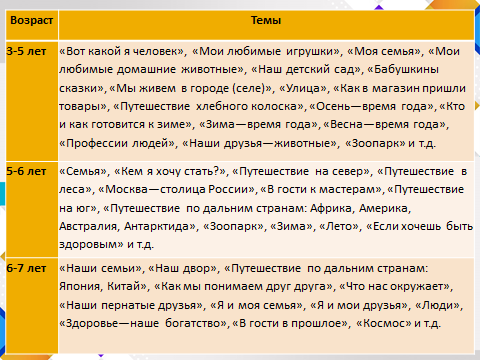 Возраст Темы
3-5 лет «Вот какой я человек», «Мои любимые игрушки», «Моя семья», «Мои
любимые домашние животные», «Наш детский сад», «Бабушкины
сказки», «Мы живем в городе (селе)», «Улица», «Как в магазин пришли
товары», «Путешествие хлебного колоска», «Осень—время года», «Кто
и как готовится к зиме», «Зима—время года», «Весна—время года»,
«Профессии людей», «Наши друзья—животные», «Зоопарк» и т.д.
5-6 лет «Семья», «Кем я хочу стать?», «Путешествие на север», «Путешествие в
леса», «Москва—столица России», «В гости к мастерам», «Путешествие
на юг», «Путешествие по дальним странам: Африка, Америка,
Австралия, Антарктида», «Зоопарк», «Зима», «Лето», «Если хочешь быть
здоровым» и т.д.
6-7 лет «Наши семьи», «Наш двор», «Путешествие по дальним странам:
Япония, Китай», «Как мы понимаем друг друга», «Что нас окружает»,
«Наши пернатые друзья», «Я и моя семья», «Я и мои друзья», «Люди»,
«Здоровье—наше богатство», «В гости в прошлое», «Космос» и т.д.